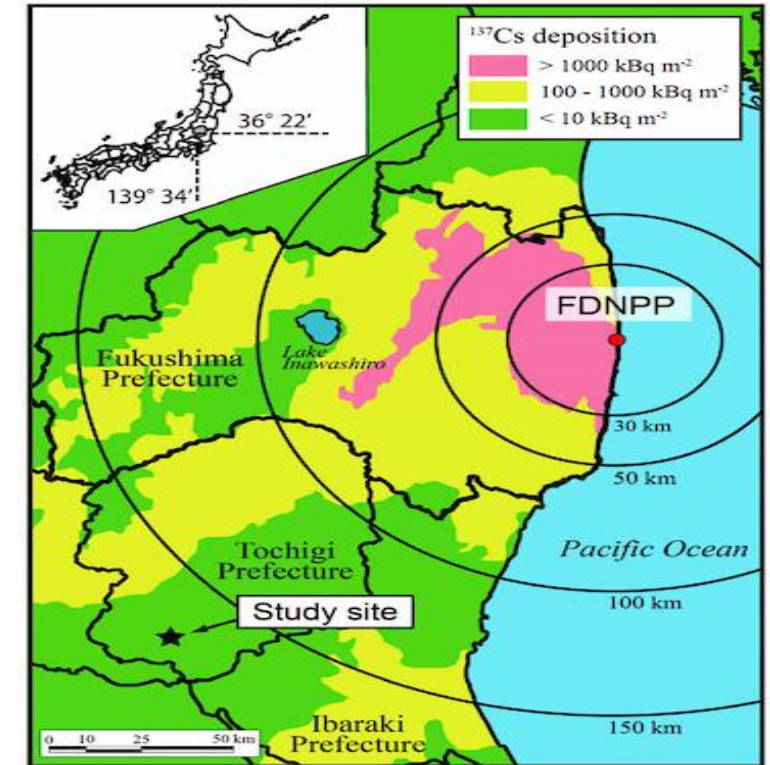 ¹³⁷Cs deposition
> 1000 kBq m⁻²
100 - 1000 kBq m⁻²
< 10 kBq m⁻²
36° 22′
139° 34′
FDNPP
Lake
Inawashiro
Fukushima
Prefecture
30 km
50 km
Pacific Ocean
Tochigi
Prefecture
100 km
Study site
150 km
Ibaraki
Prefecture
0 10 25 50 km